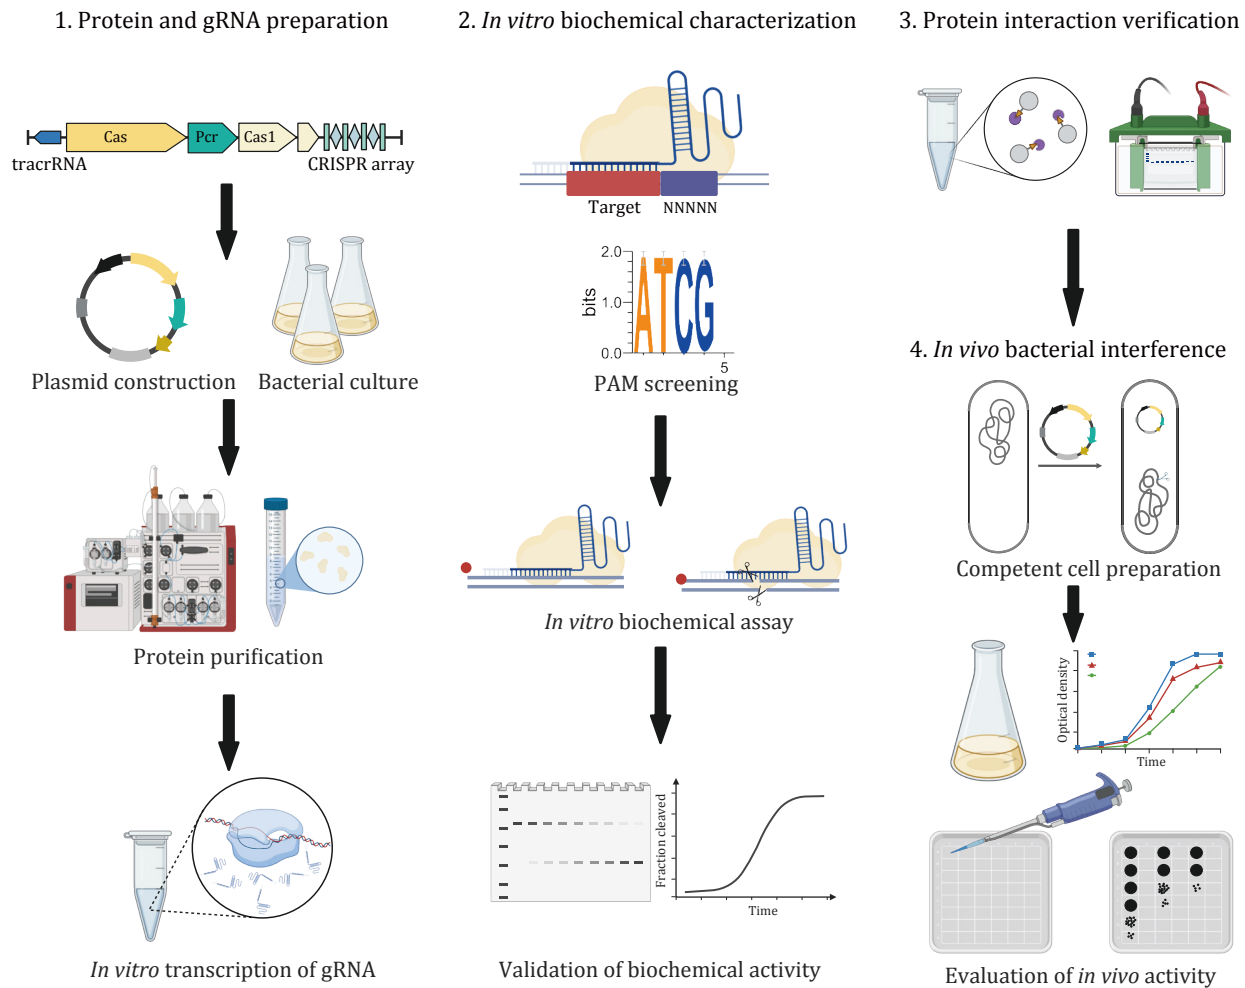 1. Protein and gRNA preparation
Cas
Pcr
Cas1
tracrRNA
CRISPR array
Plasmid construction
Bacterial culture
Protein purification
In vitro transcription of gRNA
2. In vitro biochemical characterization
Target
NNNNN
2.0
bits
1.0
0.0
ATCG
5
PAM screening
In vitro biochemical assay
Fraction cleaved
Time
Validation of biochemical activity
3. Protein interaction verification
4. In vivo bacterial interference
Competent cell preparation
Optical density
Time
Evaluation of in vivo activity